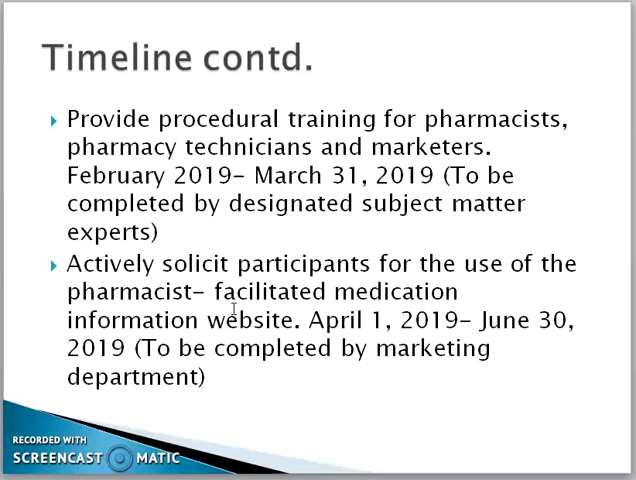 Timeline contd.
Provide procedural training for pharmacists,
pharmacy technicians and marketers.
February 2019– March 31, 2019 (To be
completed by designated subject matter
experts)
Actively solicit participants for the use of the
pharmacist– facilitated medication
information website. April 1, 2019– June 30,
2019 (To be completed by marketing
department)
RECORDED WITH
SCREENCAST MATIC